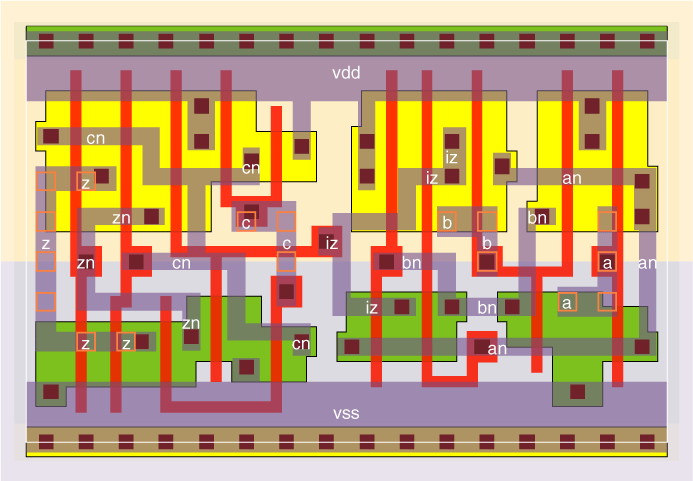 vdd
cn
cn iz
z iz an
zn c b bn
z c iz b
zn cn bn a an
iz bn a
zn
z z cn an
vss